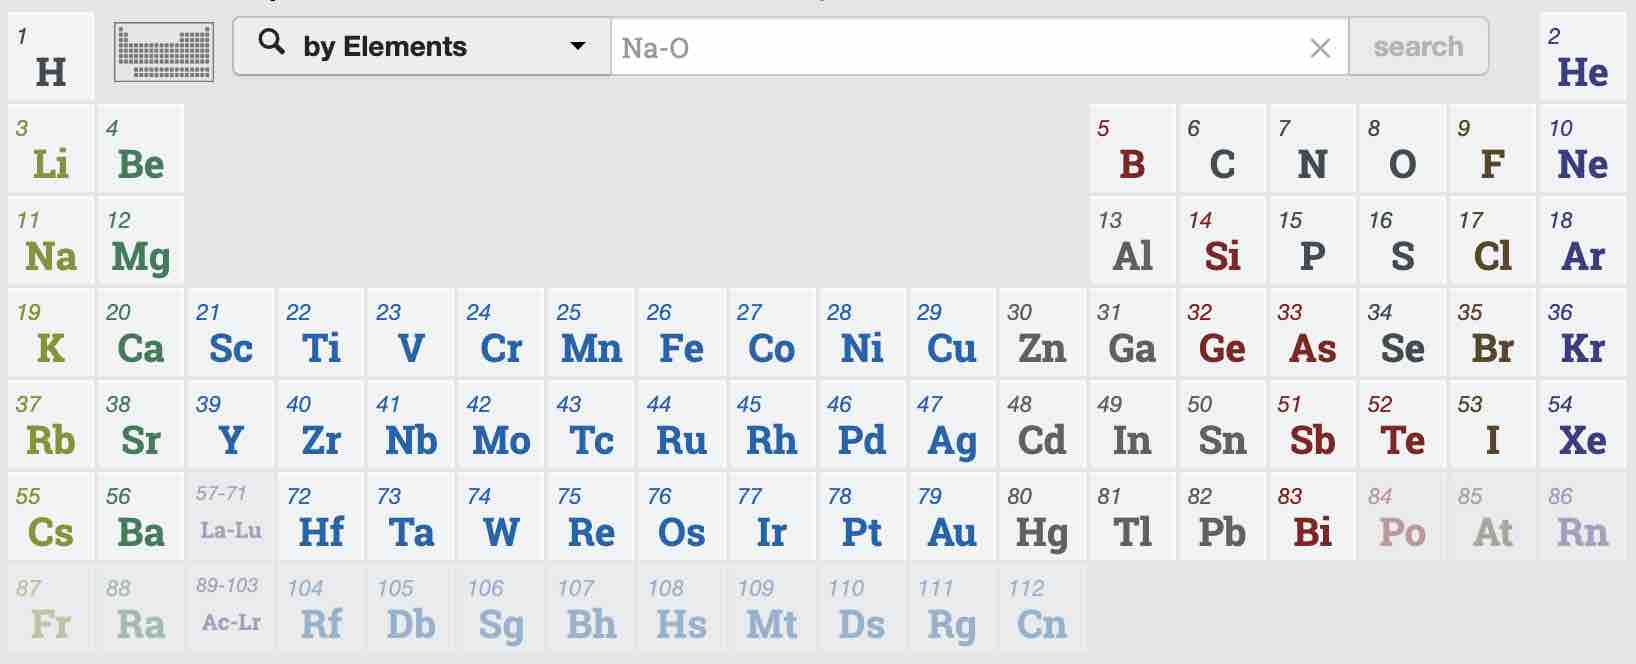 1 H by Elements Na-O × search 2 He
3 Li 4 Be 5 B 6 C 7 N 8 O 9 F 10 Ne
11 Na 12 Mg 13 Al 14 Si 15 P 16 S 17 Cl 18 Ar
19 K 20 Ca 21 Sc 22 Ti 23 V 24 Cr 25 Mn 26 Fe 27 Co 28 Ni 29 Cu 30 Zn 31 Ga 32 Ge 33 As 34 Se 35 Br 36 Kr
37 Rb 38 Sr 39 Y 40 Zr 41 Nb 42 Mo 43 Tc 44 Ru 45 Rh 46 Pd 47 Ag 48 Cd 49 In 50 Sn 51 Sb 52 Te 53 I 54 Xe
55 Cs 56 Ba 57-71 La-Lu 72 Hf 73 Ta 74 W 75 Re 76 Os 77 Ir 78 Pt 79 Au 80 Hg 81 Tl 82 Pb 83 Bi 84 Po 85 At 86 Rn
87 Fr 88 Ra 89-103 Ac-Lr 104 Rf 105 Db 106 Sg 107 Bh 108 Hs 109 Mt 110 Ds 111 Rg 112 Cn